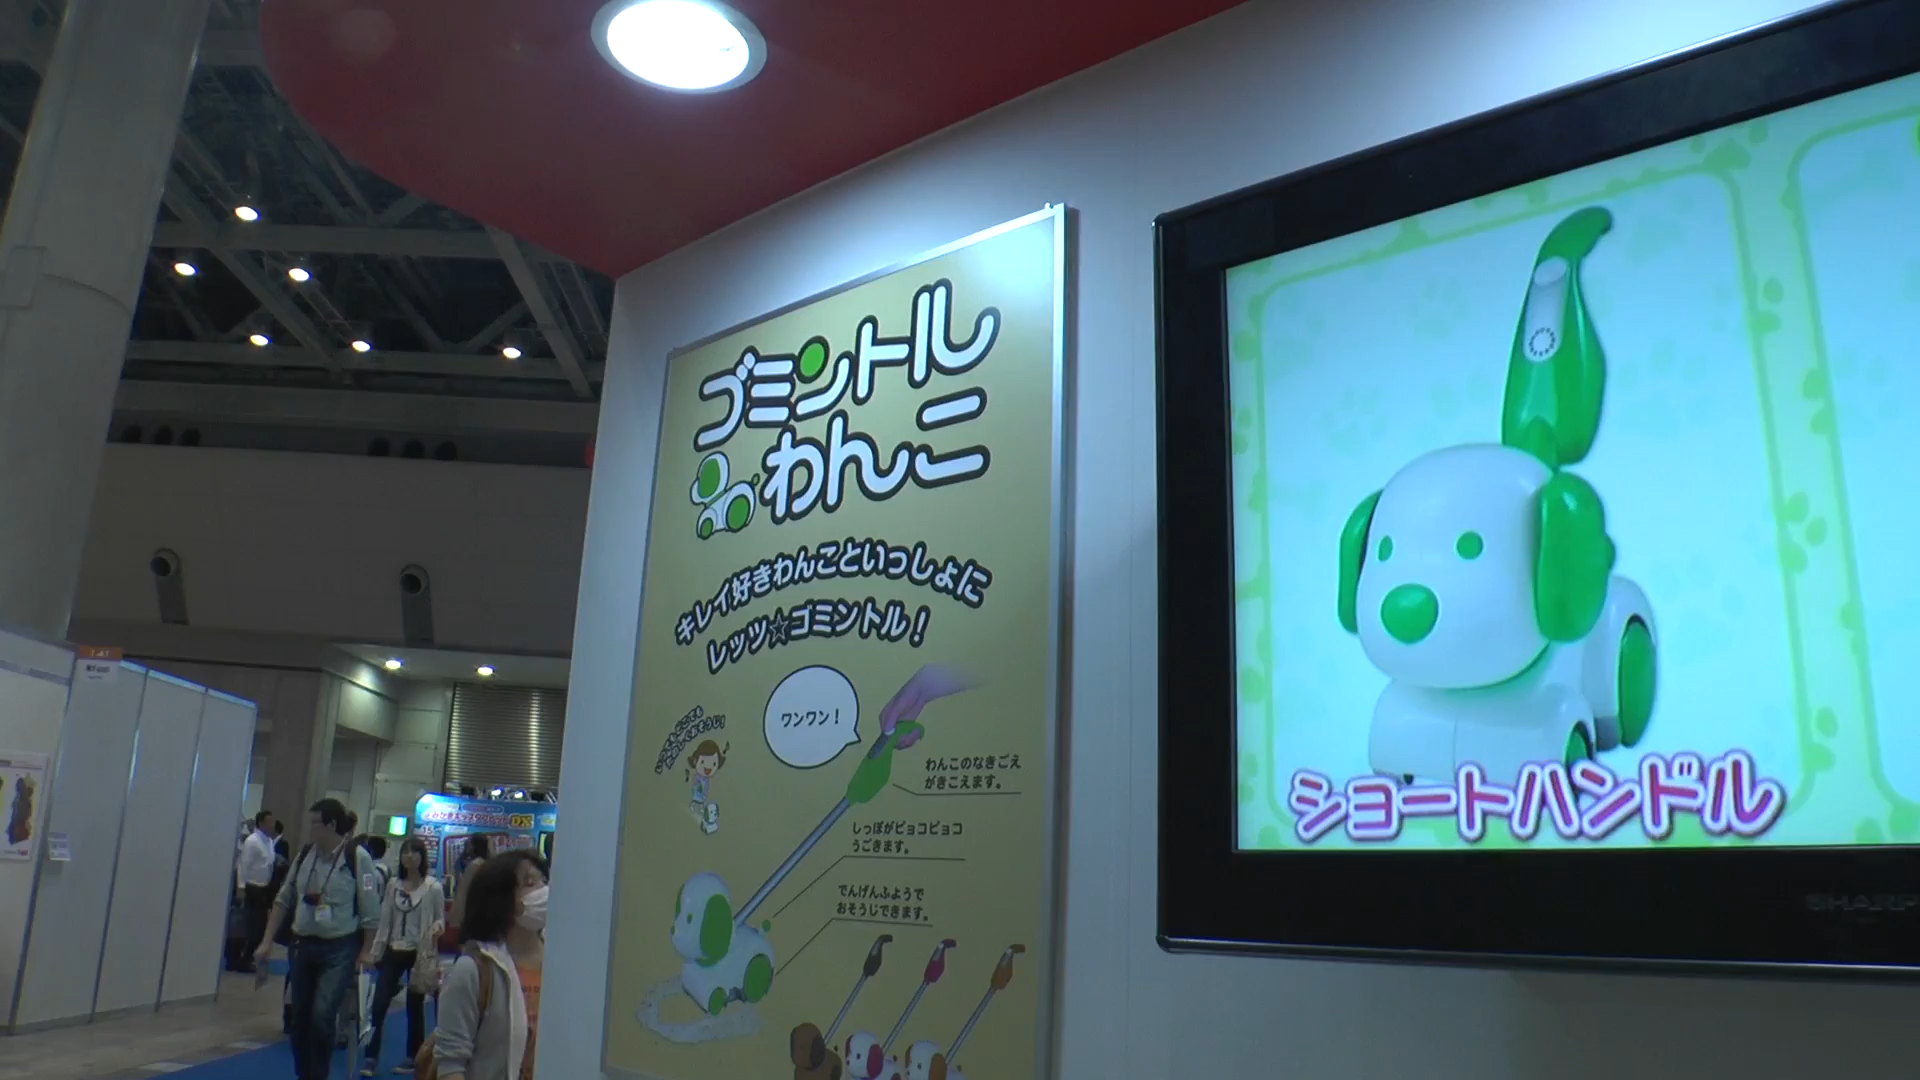 ゴミントル
わんこ
キレイ好きわんこといっしょに
レッツ☆ゴミントル！
ワンワン！
わんこのなきごえ
がきこえます。
しっぽがピョコピョコ
うごきます。
でんげんふようで
おそうじできます。
ショートハンドル
SHARP